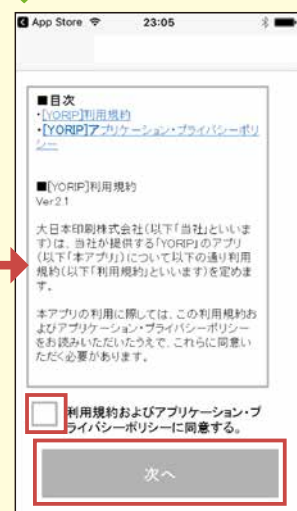 App Store 23:05
■目次
・[YORIP]利用規約
・[YORIP]アプリケーション・プライバシーポリ
シー
■[YORIP]利用規約
Ver2.1
大日本印刷株式会社(以下「当社」といいま
す)は、当社が提供する「YORIP」のアプリ
(以下「本アプリ」)について以下の通り利用
規約(以下「利用規約」といいます)を定めま
す。
本アプリの利用に際しては、この利用規約お
よびアプリケーション・プライバシーポリシー
をお読みいただいたうえで、これらに同意い
ただく必要があります。
利用規約およびアプリケーション・プ
ライバシーポリシーに同意する。
次へ